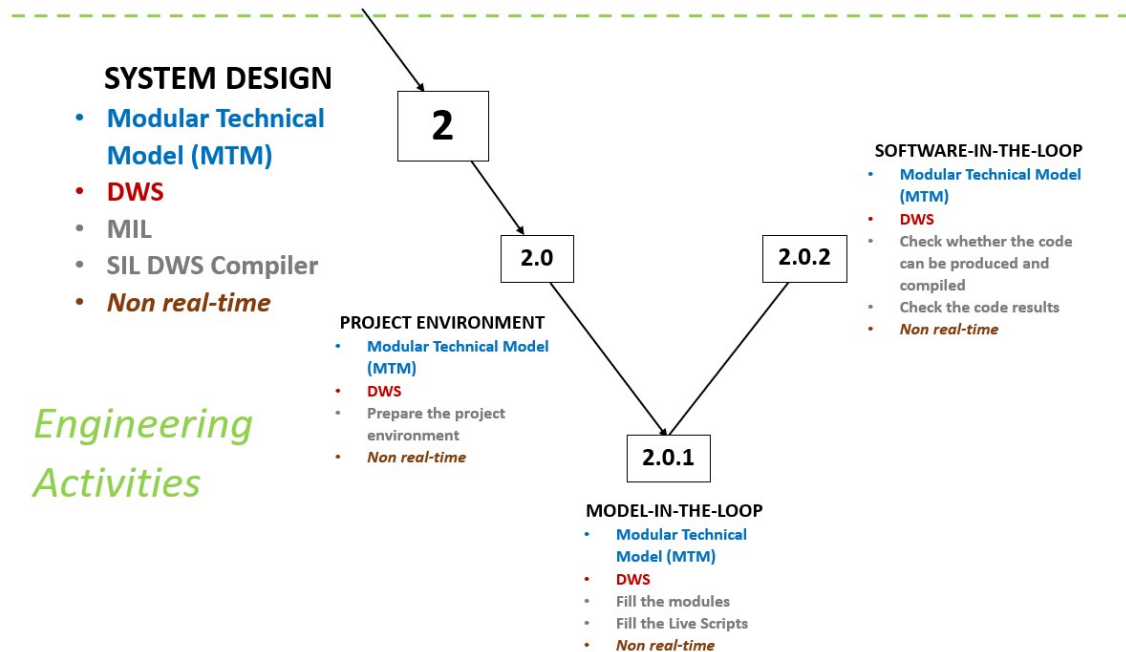 SYSTEM DESIGN
• Modular Technical
Model (MTM)
• DWS
• MIL
• SIL DWS Compiler
• Non real-time
2
2.0
2.0.2
SOFTWARE-IN-THE-LOOP
• Modular Technical Model
(MTM)
• DWS
• Check whether the code
can be produced and
compiled
• Check the code results
• Non real-time
PROJECT ENVIRONMENT
• Modular Technical Model
(MTM)
• DWS
• Prepare the project
environment
• Non real-time
Engineering
Activities
2.0.1
MODEL-IN-THE-LOOP
• Modular Technical
Model (MTM)
• DWS
• Fill the modules
• Fill the Live Scripts
• Non real-time